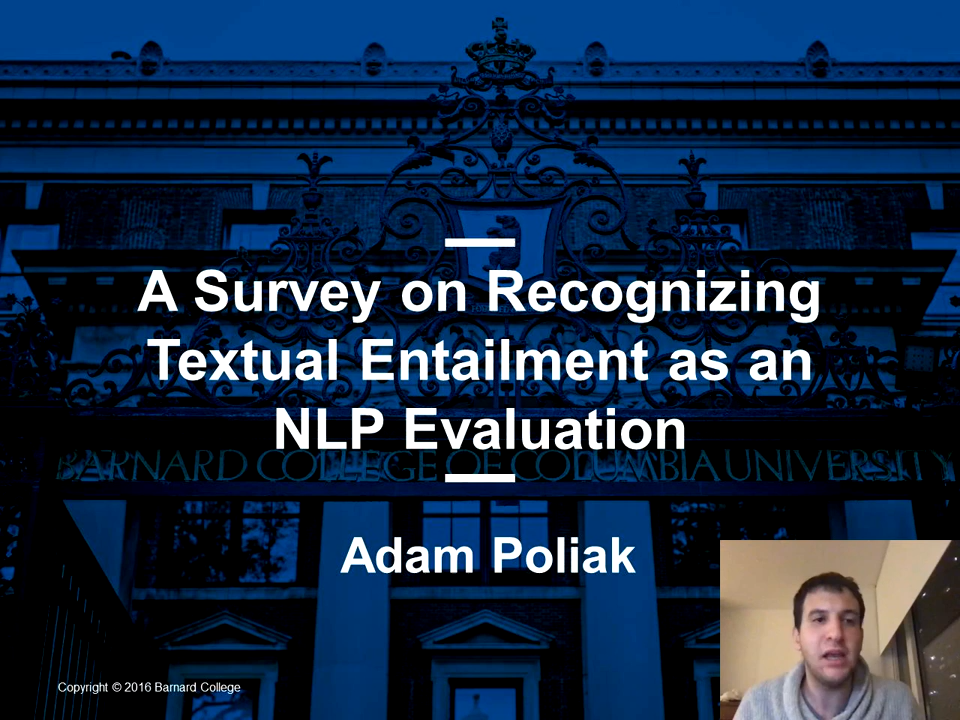 A Survey on Recognizing
Textual Entailment as an
NLP Evaluation
BARNARD COLLEGE OF COLUMBIA UNIVERSITY
Adam Poliak
Copyright © 2016 Barnard College